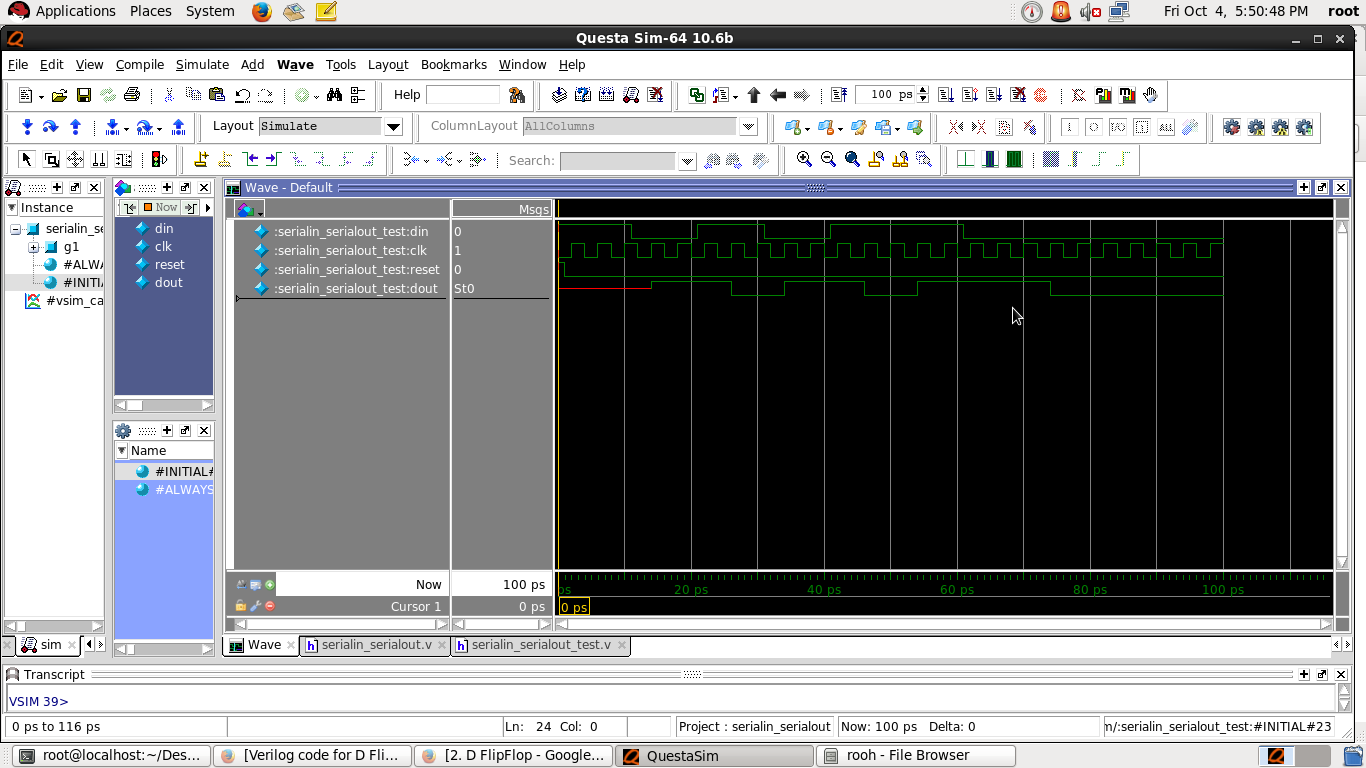 Applications Places System Fri Oct 4, 5:50:48 PM root
Questa Sim-64 10.6b
File Edit View Compile Simulate Add Wave Tools Layout Bookmarks Window Help
Help 100 ps
Layout Simulate ColumnLayout AllColumns
Search:
Wave - Default
Instance Now Msgs
serialin_se din :serialin_serialout_test:din 0
g1 clk :serialin_serialout_test:clk 1
#ALWA reset :serialin_serialout_test:reset 0
#INITIA dout :serialin_serialout_test:dout St0
#vsim_ca
Name
#INITIAL#
#ALWAYS
Now 100 ps ps 20 ps 40 ps 60 ps 80 ps 100 ps
Cursor 1 0 ps 0 ps
sim Wave serialin_serialout.v serialin_serialout_test.v
Transcript
VSIM 39>
0 ps to 116 ps Ln: 24 Col: 0 Project : serialin_serialout Now: 100 ps Delta: 0 n/:serialin_serialout_test:#INITIAL#23
root@localhost:~/Des... [Verilog code for D Fli... [2. D FlipFlop - Google... QuestaSim rooh - File Browser